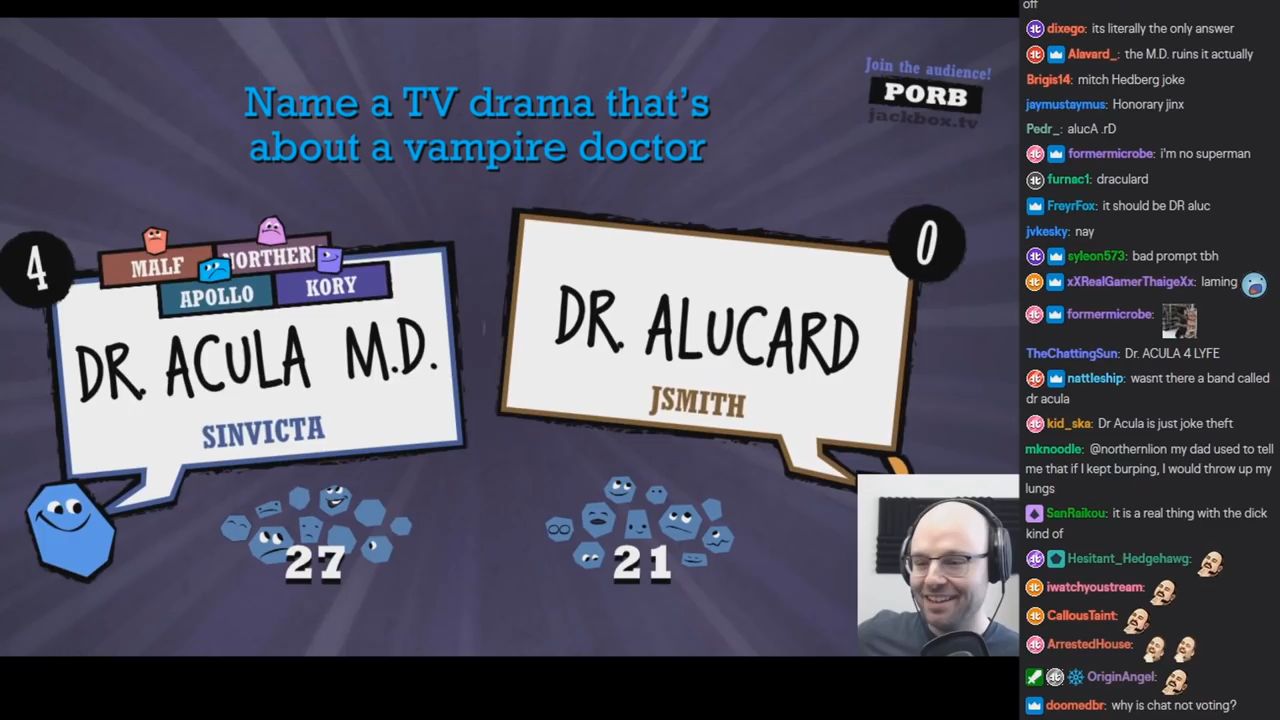 Name a TV drama that's
about a vampire doctor
Join the audience!
PORB
jackbox.tv
4
MALF
APOLLO
KORY
DR. ACULA M.D.
SINVICTA
27
0
DR. ALUCARD
JSMITH
21
off
dixego: its literally the only answer
Alavard_: the M.D. ruins it actually
Brigis14: mitch Hedberg joke
jaymustaymus: Honorary jinx
Pedr_: alucA .rD
formermicrobe: i'm no superman
furnac1: draculard
FreyrFox: it should be DR aluc
jvkesky: nay
syleon573: bad prompt tbh
xXRealGamerThaigeXx: laming
formermicrobe:
TheChattingSun: Dr. ACULA 4 LYFE
nattleship: wasnt there a band called
dr acula
kid_ska: Dr Acula is just joke theft
mknoodle: @northernlion my dad used to tell
me that if I kept burping, I would throw up my
lungs
SanRaikou: it is a real thing with the dick
kind of
Hesitant_Hedgehawg:
iwatchyoustream:
CallousTaint:
ArrestedHouse:
OriginAngel:
doomedbr: why is chat not voting?